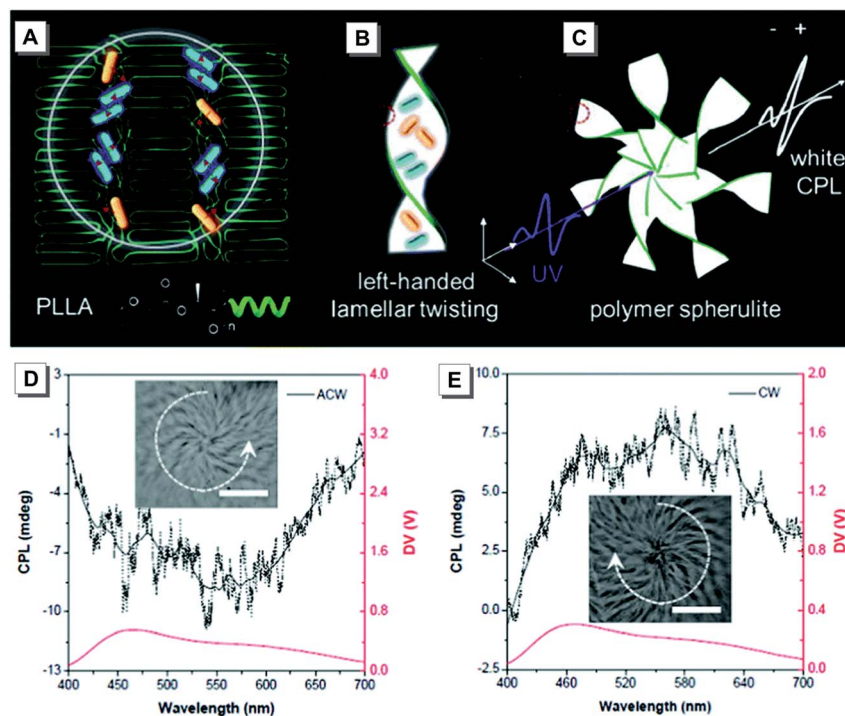 A
B
C
- +
white
CPL
UV
PLLA
n
left-handed
lamellar twisting
polymer spherulite
D
3
-1
-4
-7
-10
-13
CPL (mdeg)
ACW
4.0
3.2
2.4
1.6
0.8
0.0
DV (V)
400 450 500 550 600 650 700
Wavelength (nm)
E
10.0
7.5
5.0
2.5
0.0
-2.5
CPL (mdeg)
CW
2.0
1.6
1.2
0.8
0.4
0.0
DV (V)
400 460 520 580 640 700
Wavelength (nm)